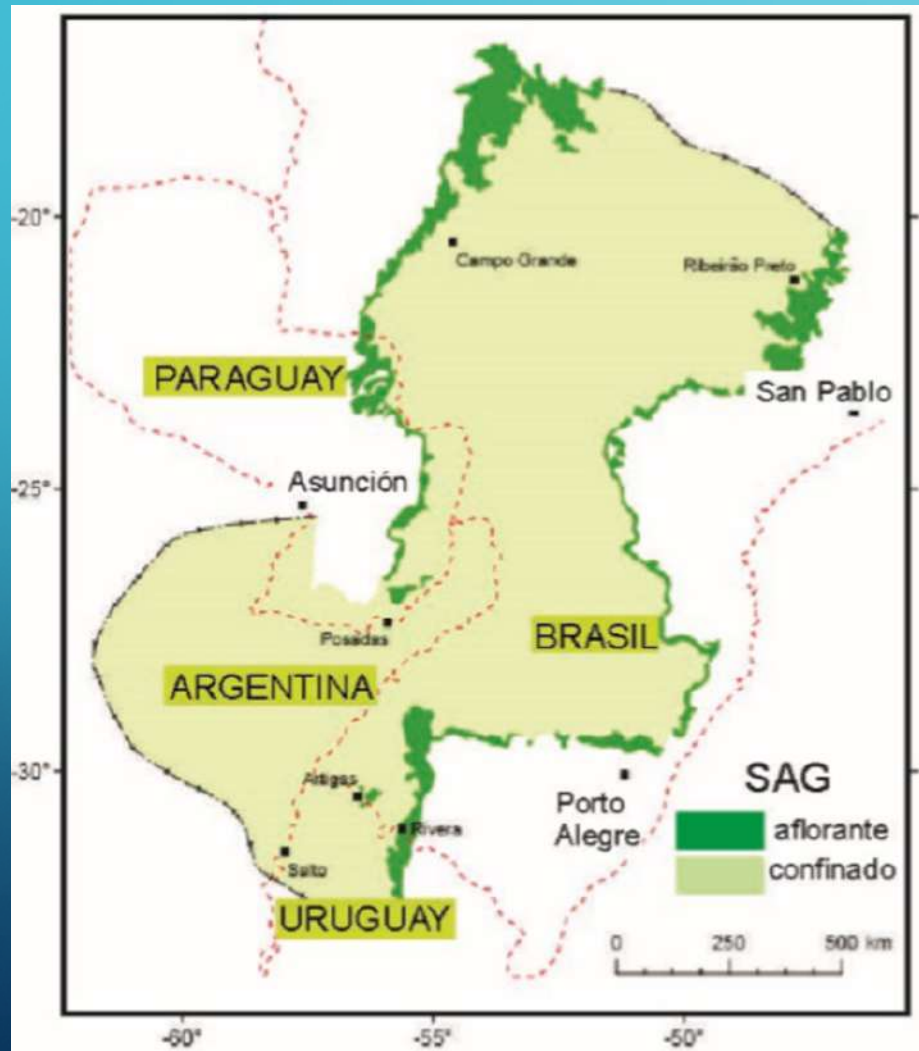 -20°
Campo Grande
Ribeirão Preto
PARAGUAY
San Pablo
-25°
Asunción
Posadas
BRASIL
ARGENTINA
-30°
Artigas
SAG
Porto
Alegre
aflorante
Rivera
confinado
Salto
URUGUAY
0 250 500 km
-60° -55° -50°